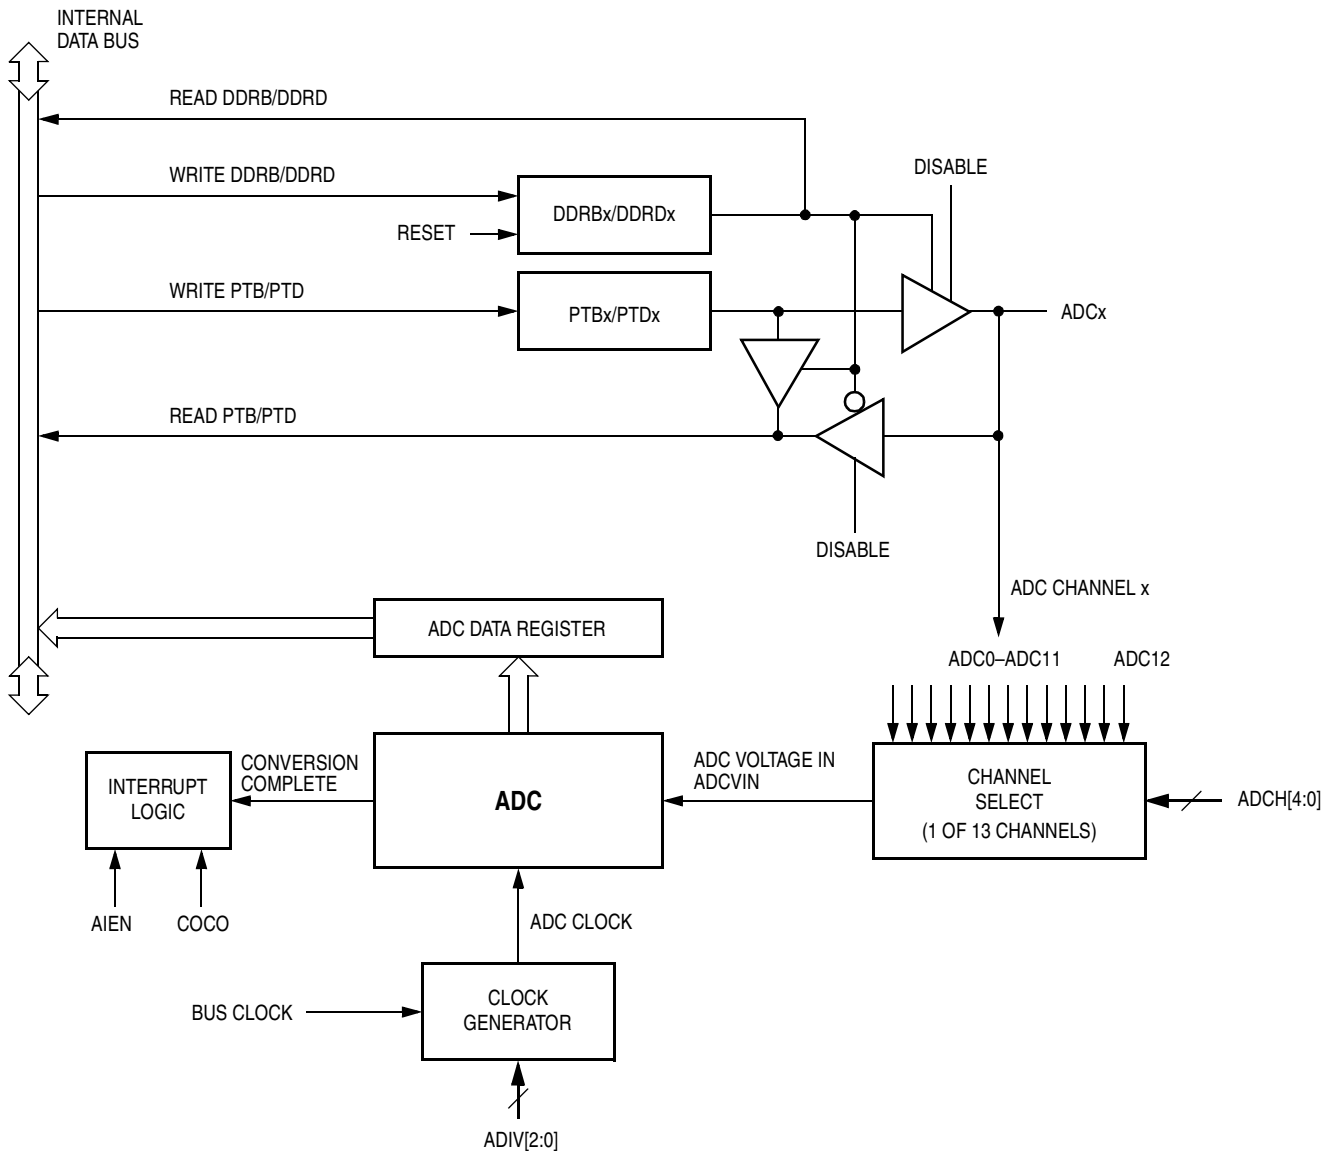 INTERNAL
DATA BUS
READ DDRB/DDRD
WRITE DDRB/DDRD
DISABLE
DDRBx/DDRDx
RESET
WRITE PTB/PTD
PTBx/PTDx
ADCx
READ PTB/PTD
DISABLE
ADC CHANNEL x
ADC DATA REGISTER
ADC0–ADC11
ADC12
CONVERSION
COMPLETE
INTERRUPT
LOGIC
ADC
ADC VOLTAGE IN
ADCVIN
CHANNEL
SELECT
(1 OF 13 CHANNELS)
ADCH[4:0]
AIEN
COCO
ADC CLOCK
BUS CLOCK
CLOCK
GENERATOR
ADIV[2:0]